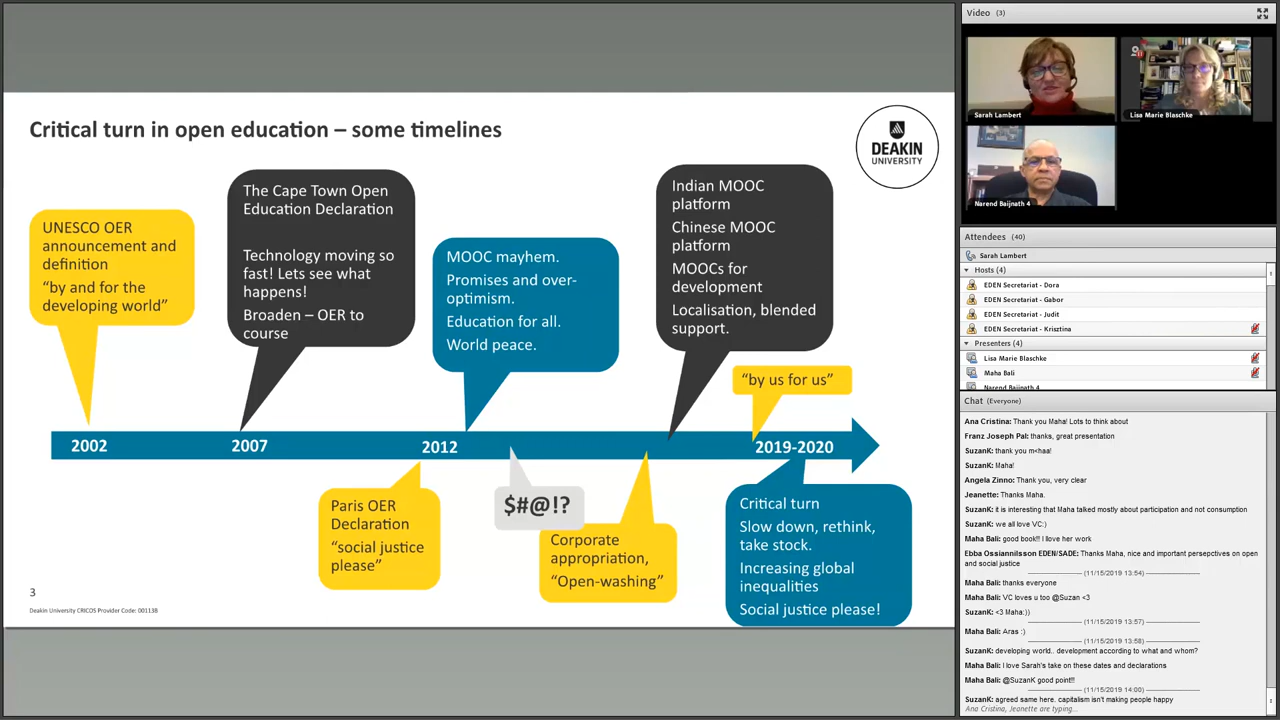 Critical turn in open education – some timelines
DEAKIN
UNIVERSITY
UNESCO OER
announcement and
definition
“by and for the
developing world”
The Cape Town Open
Education Declaration
Technology moving so
fast! Lets see what
happens!
Broaden – OER to
course
MOOC mayhem.
Promises and over-
optimism.
Education for all.
World peace.
Indian MOOC
platform
Chinese MOOC
platform
MOOCs for
development
Localisation, blended
support.
“by us for us”
2002
2007
2012
2019-2020
Paris OER
Declaration
“social justice
please”
$#@!?
Corporate
appropriation,
“Open-washing”
Critical turn
Slow down, rethink,
take stock.
Increasing global
inequalities
Social justice please!
3
Deakin University CRICOS Provider Code: 00113B
Video (3)
Sarah Lambert
Lisa Marie Blaschke
Narend Baijnath 4
Attendees (40)
Sarah Lambert
Hosts (4)
EDEN Secretariat - Dora
EDEN Secretariat - Gabor
EDEN Secretariat - Judit
EDEN Secretariat - Krisztina
Presenters (4)
Lisa Marie Blaschke
Maha Bali
Narend Baijnath 4
Chat (Everyone)
Ana Cristina: Thank you Maha! Lots to think about
Franz Joseph Pal: thanks, great presentation
SuzanK: thank you m<haa!
SuzanK: Maha!
Angela Zinno: Thank you, very clear
Jeanette: Thanks Maha.
SuzanK: it is interesting that Maha talked mostly about participation and not consumption
SuzanK: we all love VC:)
Maha Bali: good book!! I love her work
Ebba Ossiannilsson EDEN/SADE: Thanks Maha, nice and important persepctives on open
and social justice
(11/15/2019 13:54)
Maha Bali: thanks everyone
Maha Bali: VC loves u too @Suzan <3
SuzanK: <3 Maha:))
(11/15/2019 13:57)
Maha Bali: Aras :)
(11/15/2019 13:58)
SuzanK: developing world.. development according to what and whom?
Maha Bali: I love Sarah's take on these dates and declarations
Maha Bali: @SuzanK good point!!!
(11/15/2019 14:00)
SuzanK: agreed same here. capitalism isn't making people happy
Ana Cristina, Jeanette are typing...